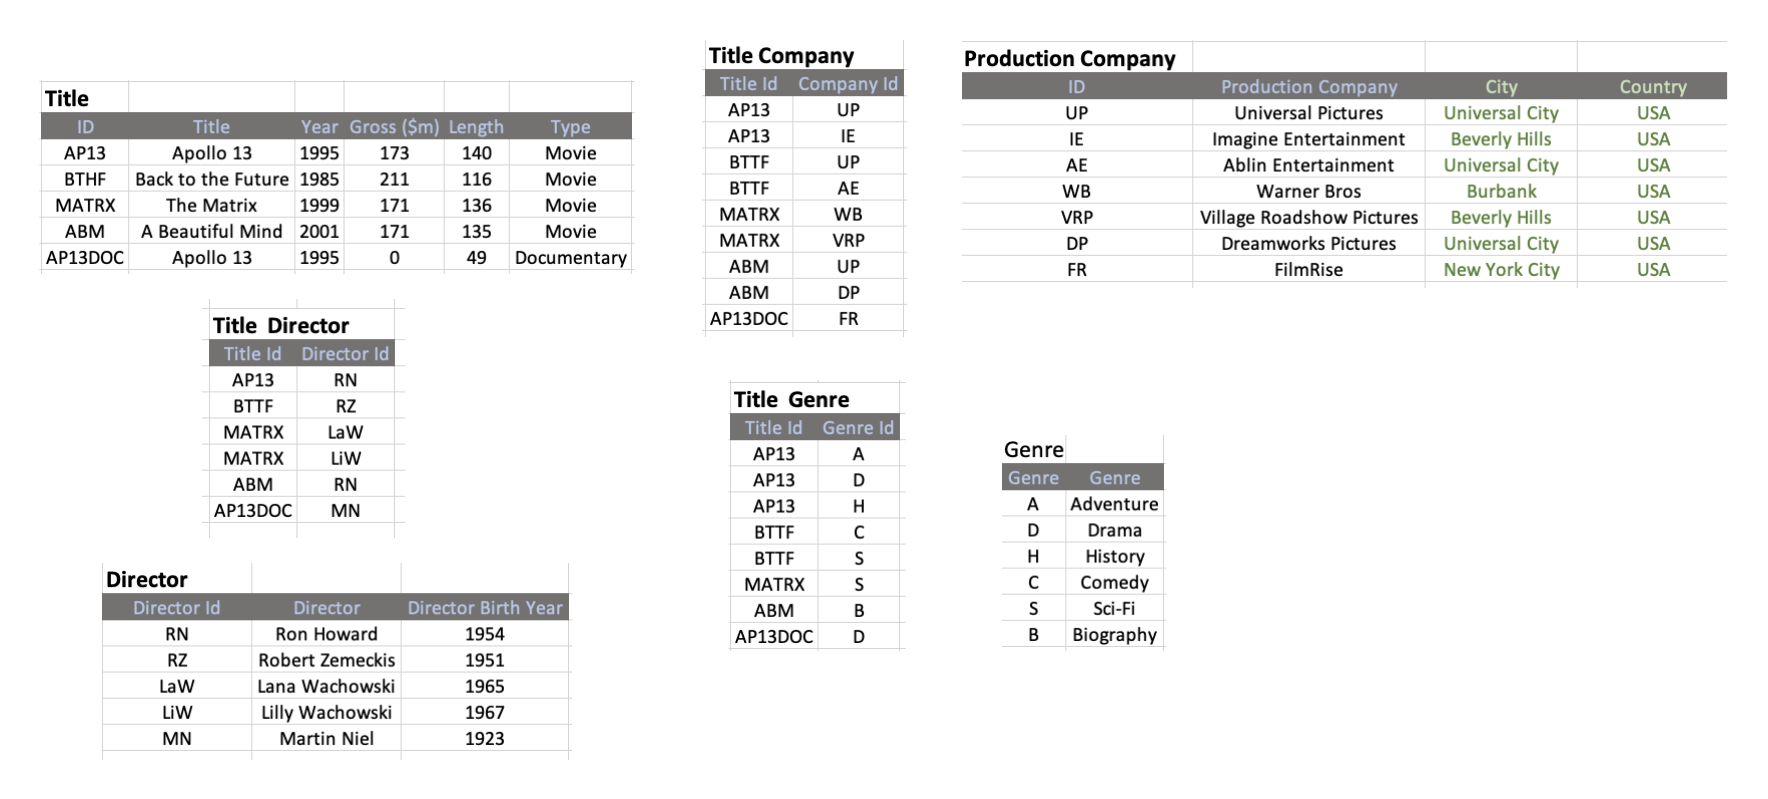 Title
ID Title Year Gross ($m) Length Type
AP13 Apollo 13 1995 173 140 Movie
BTHF Back to the Future 1985 211 116 Movie
MATRX The Matrix 1999 171 136 Movie
ABM A Beautiful Mind 2001 171 135 Movie
AP13DOC Apollo 13 1995 0 49 Documentary
Title Director
Title Id Director Id
AP13 RN
BTTF RZ
MATRX LaW
MATRX LiW
ABM RN
AP13DOC MN
Director
Director Id Director Director Birth Year
RN Ron Howard 1954
RZ Robert Zemeckis 1951
LaW Lana Wachowski 1965
LiW Lilly Wachowski 1967
MN Martin Niel 1923
Title Company
Title Id Company Id
AP13 UP
AP13 IE
BTTF UP
BTTF AE
MATRX WB
MATRX VRP
ABM UP
ABM DP
AP13DOC FR
Title Genre
Title Id Genre Id
AP13 A
AP13 D
AP13 H
BTTF C
BTTF S
MATRX S
ABM B
AP13DOC D
Production Company
ID Production Company City Country
UP Universal Pictures Universal City USA
IE Imagine Entertainment Beverly Hills USA
AE Ablin Entertainment Universal City USA
WB Warner Bros Burbank USA
VRP Village Roadshow Pictures Beverly Hills USA
DP Dreamworks Pictures Universal City USA
FR FilmRise New York City USA
Genre
Genre Genre
A Adventure
D Drama
H History
C Comedy
S Sci-Fi
B Biography